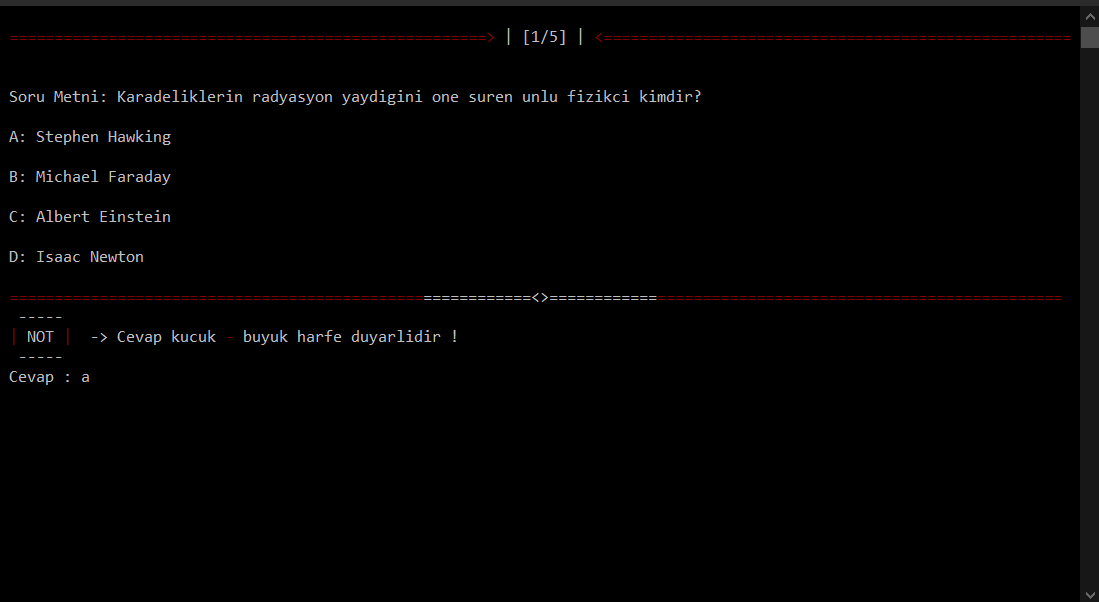 =====================================================> | [1/5] | <====================================================
Soru Metni: Karadeliklerin radyasyon yaydigini one suren unlu fizikci kimdir?
A: Stephen Hawking
B: Michael Faraday
C: Albert Einstein
D: Isaac Newton
==========================================================<>=========================================================
-----
| NOT |  -> Cevap kucuk - buyuk harfe duyarlidir !
-----
Cevap : a